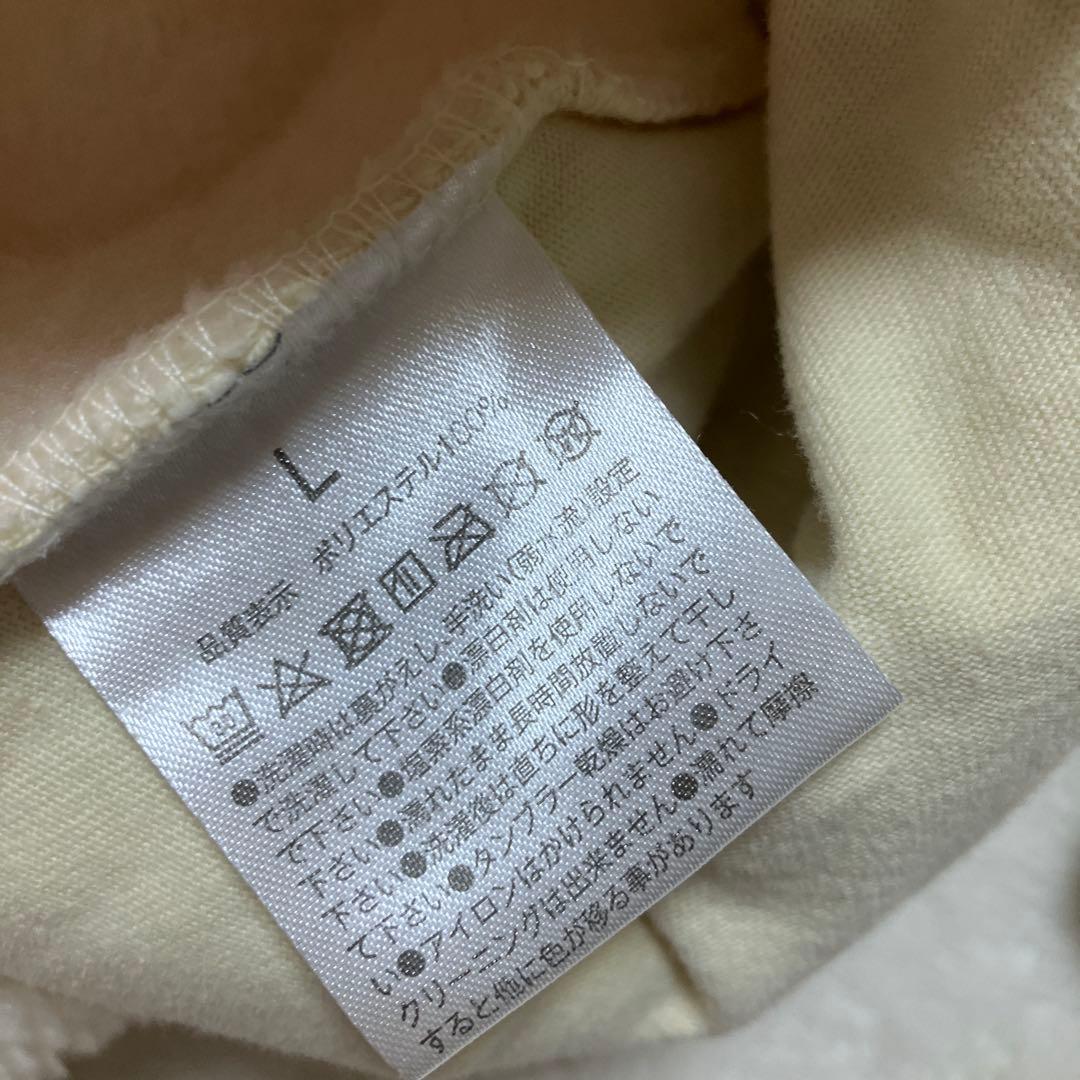 L
品質表示 ポリエステル100%
30
●洗濯時は裏がえし、手洗い(弱水流)設定
で洗濯して下さい●漂白剤は使用しない
で下さい●塩素系漂白剤を使用しないで
下さい●濡れたまま長時間放置しないで
下さい●洗濯後は直ちに形を整えて干し
て下さい●タンブラー乾燥はお避け下さ
い●アイロンはかけられません●ドライ
クリーニングは出来ません●濡れて摩擦
すると他に色が移る事があります